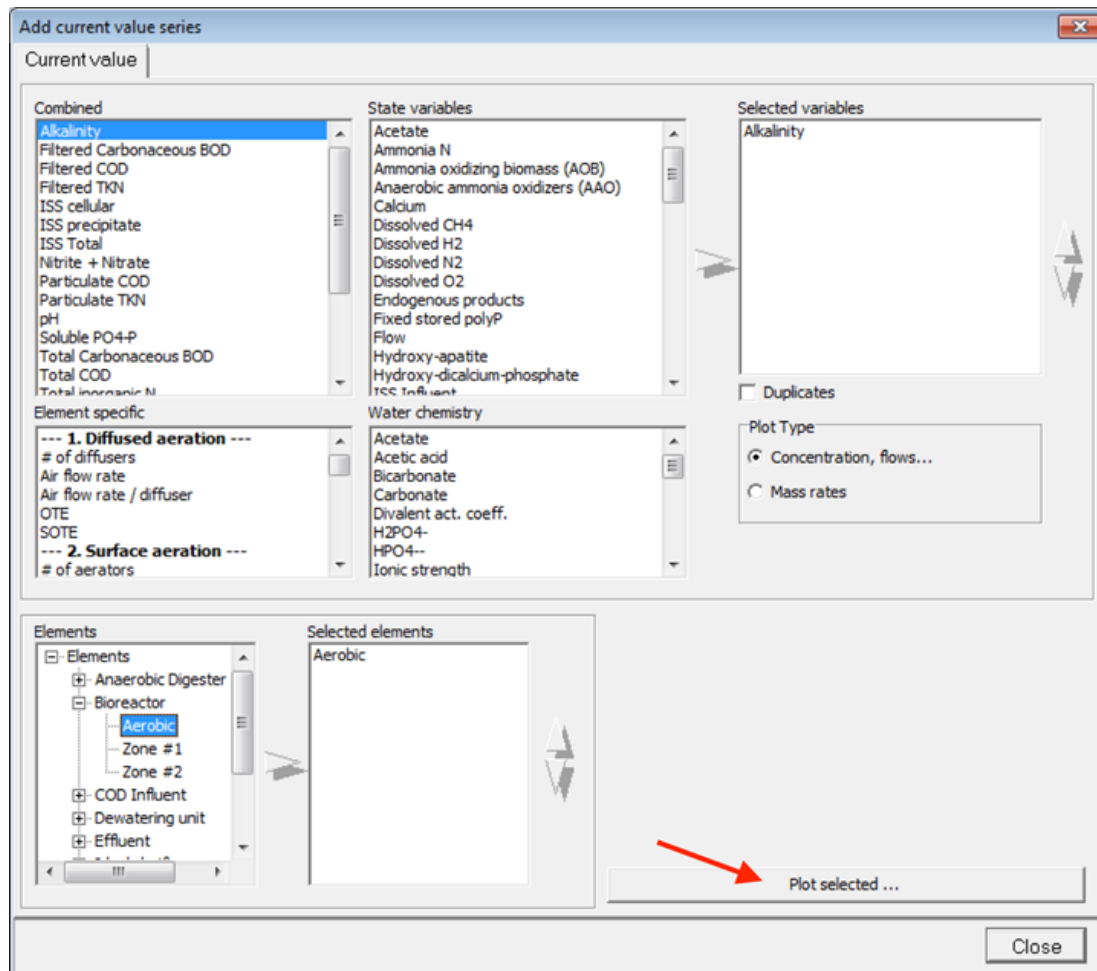 Add current value series
Current value
Combined
Alkalinity
Filtered Carbonaceous BOD
Filtered COD
Filtered TKN
ISS cellular
ISS precipitate
ISS Total
Nitrite + Nitrate
Particulate COD
Particulate TKN
pH
Soluble PO4-P
Total Carbonaceous BOD
Total COD
Total inorganic N
State variables
Acetate
Ammonia N
Ammonia oxidizing biomass (AOB)
Anaerobic ammonia oxidizers (AAO)
Calcium
Dissolved CH4
Dissolved H2
Dissolved N2
Dissolved O2
Endogenous products
Fixed stored polyP
Flow
Hydroxy-apatite
Hydroxy-dicalcium-phosphate
ISS Influent
Selected variables
Alkalinity
Duplicates
Plot Type
Concentration, flows...
Mass rates
Element specific
--- 1. Diffused aeration ---
# of diffusers
Air flow rate
Air flow rate / diffuser
OTE
SOTE
--- 2. Surface aeration ---
# of aerators
Water chemistry
Acetate
Acetic acid
Bicarbonate
Carbonate
Divalent act. coeff.
H2PO4-
HPO4--
Ionic strength
Elements
Elements
Anaerobic Digester
Bioreactor
Aerobic
Zone #1
Zone #2
COD Influent
Dewatering unit
Effluent
Selected elements
Aerobic
Plot selected ...
Close